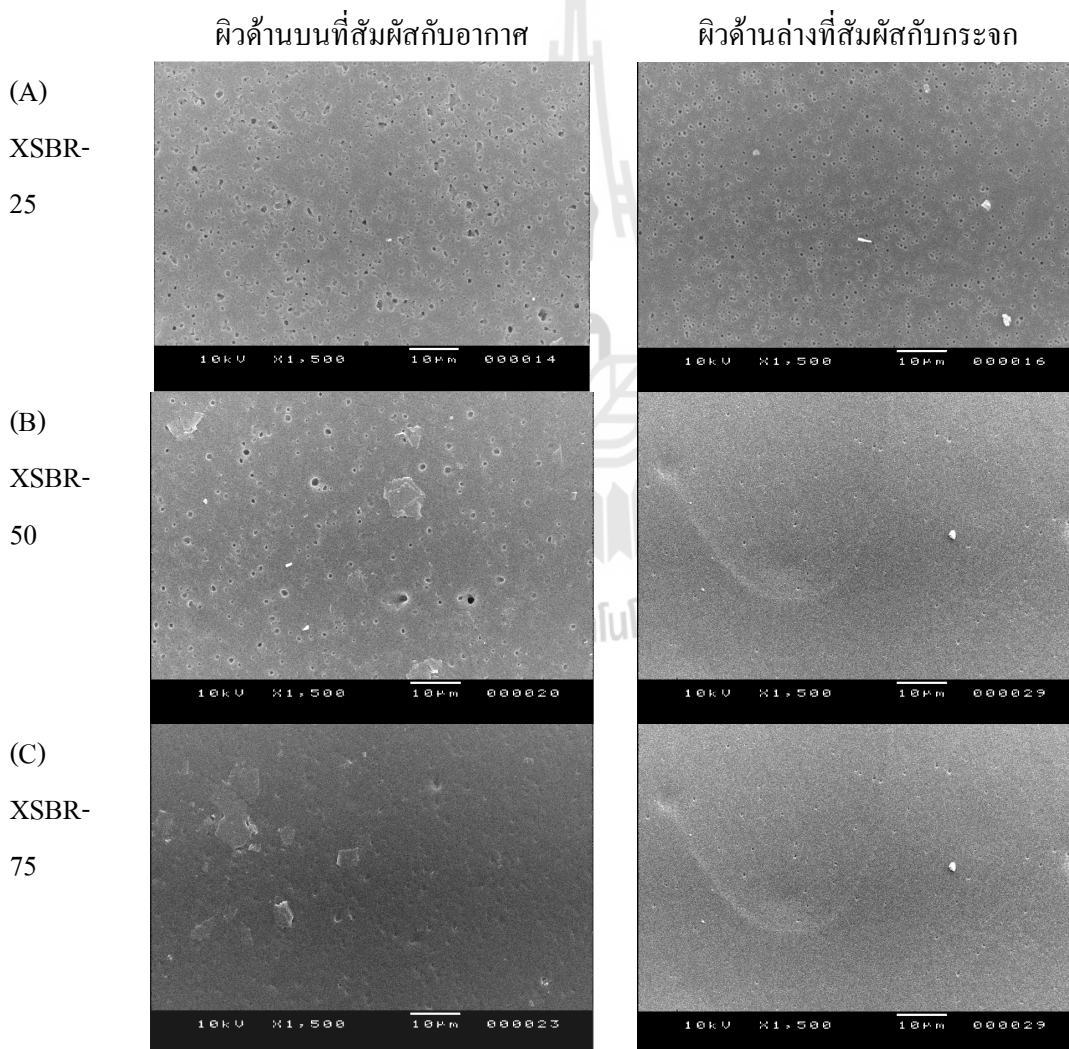 ผิวด้านบนที่สัมผัสกับอากาศ ผิวด้านล่างที่สัมผัสกับกระจก
(A)
XSBR-
25
10kV X1,500 10µm 000014
10kV X1,500 10µm 000016
(B)
XSBR-
50
10kV X1,500 10µm 000020
10kV X1,500 10µm 000029
(C)
XSBR-
75
10kV X1,500 10µm 000023
10kV X1,500 10µm 000029